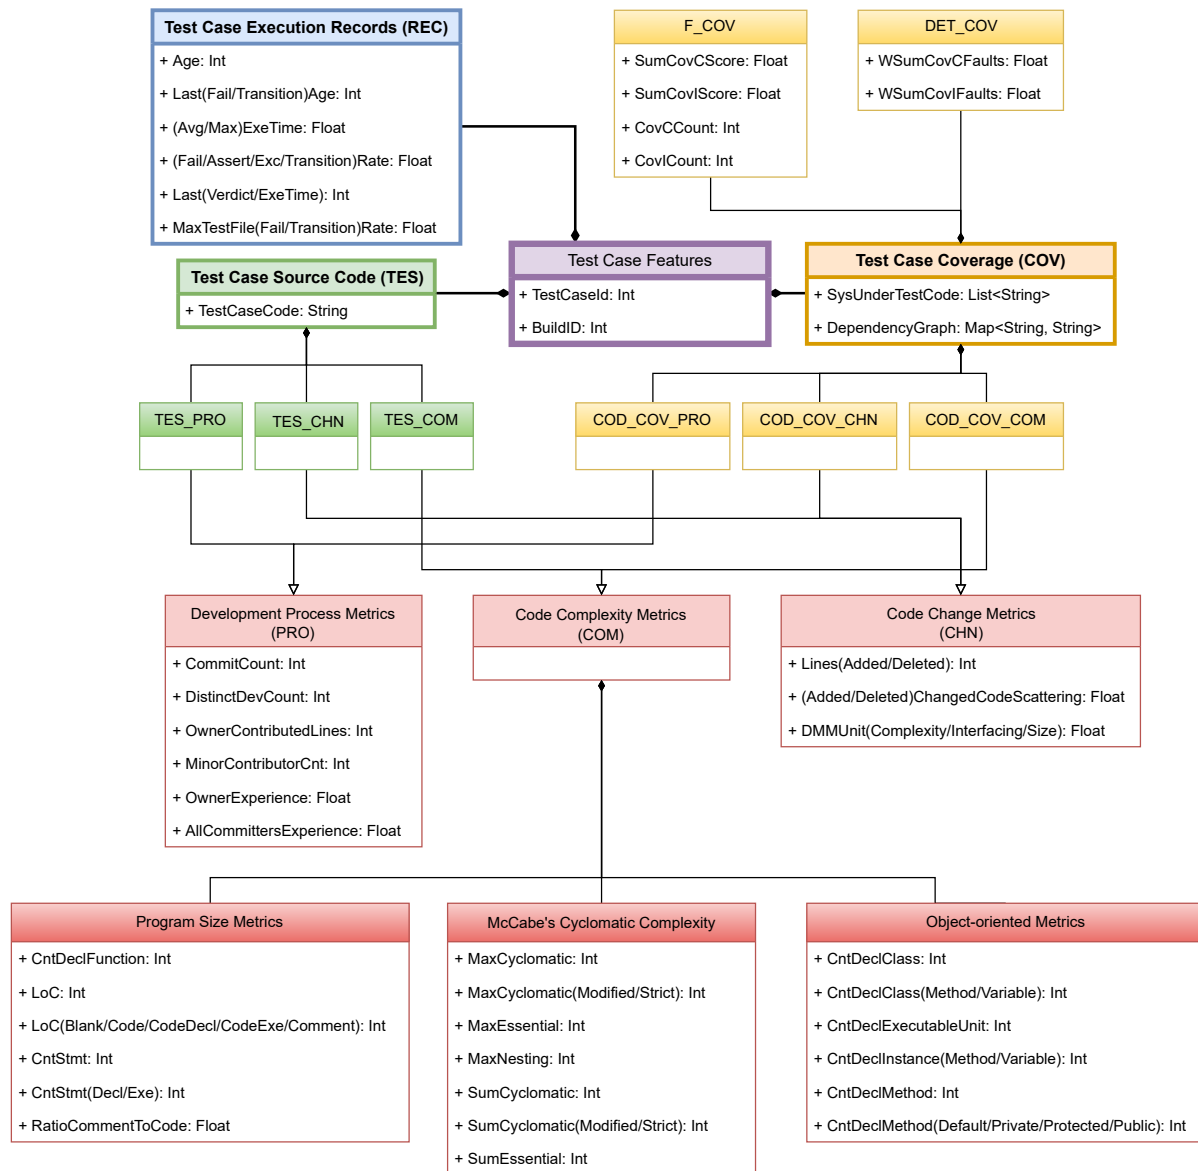 Test Case Execution Records (REC)
+ Age: Int
+ Last(Fail/Transition)Age: Int
+ (Avg/Max)ExeTime: Float
+ (Fail/Assert/Exc/Transition)Rate: Float
+ Last(Verdict/ExeTime): Int
+ MaxTestFile(Fail/Transition)Rate: Float
F_COV
+ SumCovCScore: Float
+ SumCovIScore: Float
+ CovCCount: Int
+ CovICount: Int
DET_COV
+ WSumCovCFaults: Float
+ WSumCovIFaults: Float
Test Case Source Code (TES)
+ TestCaseCode: String
Test Case Features
+ TestCaseId: Int
+ BuildID: Int
Test Case Coverage (COV)
+ SysUnderTestCode: List<String>
+ DependencyGraph: Map<String, String>
TES_PRO
TES_CHN
TES_COM
COD_COV_PRO
COD_COV_CHN
COD_COV_COM
Development Process Metrics
(PRO)
+ CommitCount: Int
+ DistinctDevCount: Int
+ OwnerContributedLines: Int
+ MinorContributorCnt: Int
+ OwnerExperience: Float
+ AllCommittersExperience: Float
Code Complexity Metrics
(COM)
Code Change Metrics
(CHN)
+ Lines(Added/Deleted): Int
+ (Added/Deleted)ChangedCodeScattering: Float
+ DMMUnit(Complexity/Interfacing/Size): Float
Program Size Metrics
+ CntDeclFunction: Int
+ LoC: Int
+ LoC(Blank/Code/CodeDecl/CodeExe/Comment): Int
+ CntStmt: Int
+ CntStmt(Decl/Exe): Int
+ RatioCommentToCode: Float
McCabe's Cyclomatic Complexity
+ MaxCyclomatic: Int
+ MaxCyclomatic(Modified/Strict): Int
+ MaxEssential: Int
+ MaxNesting: Int
+ SumCyclomatic: Int
+ SumCyclomatic(Modified/Strict): Int
+ SumEssential: Int
Object-oriented Metrics
+ CntDeclClass: Int
+ CntDeclClass(Method/Variable): Int
+ CntDeclExecutableUnit: Int
+ CntDeclInstance(Method/Variable): Int
+ CntDeclMethod: Int
+ CntDeclMethod(Default/Private/Protected/Public): Int